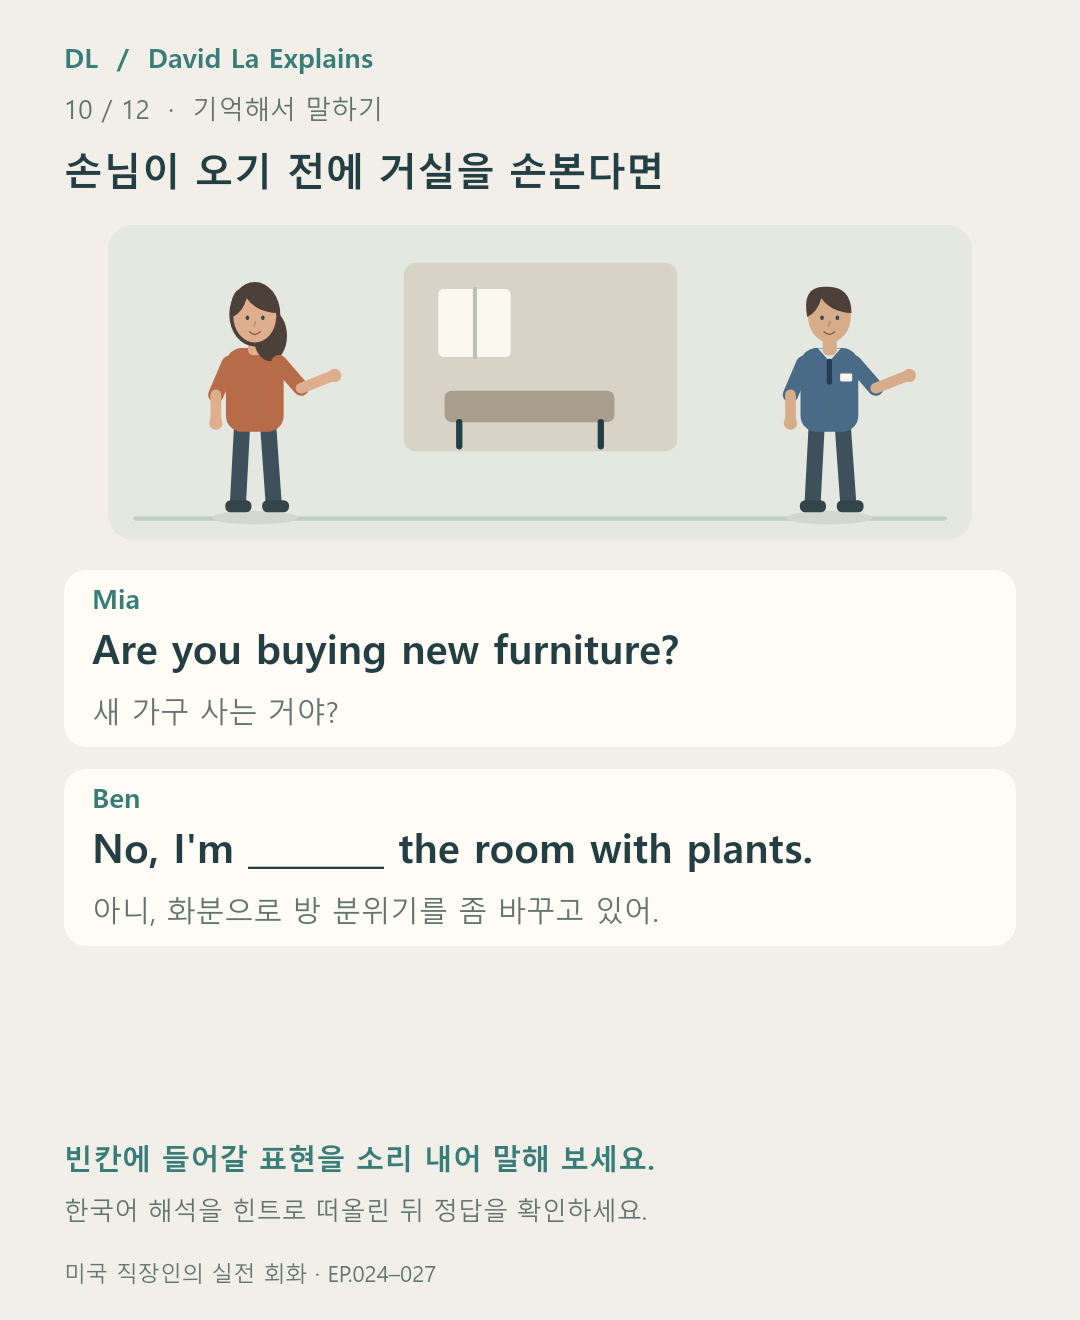 DL / David La Explains
10 / 12 · 기억해서 말하기
손님이 오기 전에 거실을 손본다면
Mia
Are you buying new furniture?
새 가구 사는 거야?
Ben
No, I'm ________ the room with plants.
아니, 화분으로 방 분위기를 좀 바꾸고 있어.
빈칸에 들어갈 표현을 소리 내어 말해 보세요.
한국어 해석을 힌트로 떠올린 뒤 정답을 확인하세요.
미국 직장인의 실전 회화 · EP.024–027